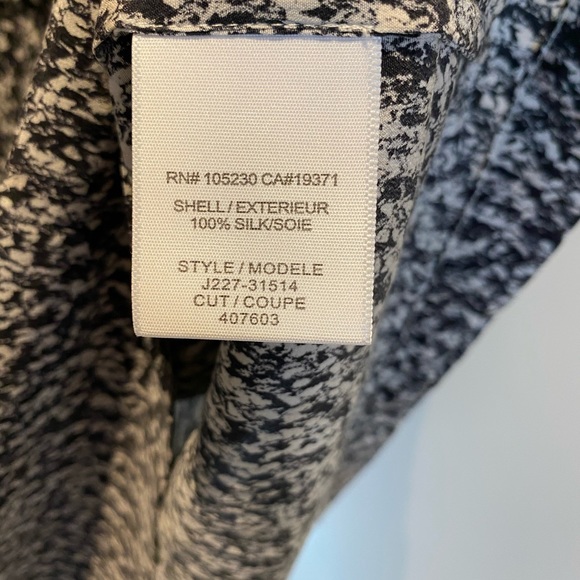 RN# 105230 CA#19371
SHELL/EXTERIEUR
100% SILK/SOIE
STYLE/MODELE
J227-31514
CUT/COUPE
407603